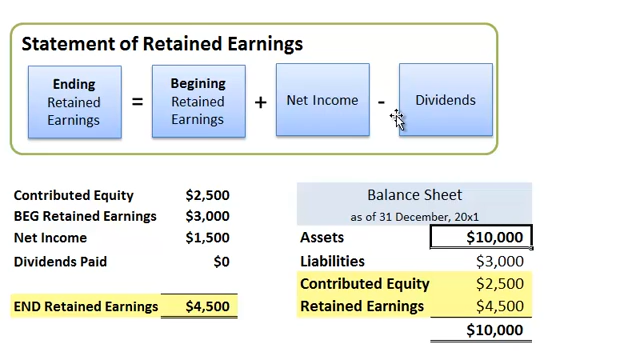 Statement of Retained Earnings
Ending
Retained
Earnings
=
Begining
Retained
Earnings
+
Net Income
-
Dividends
Contributed Equity $2,500
BEG Retained Earnings $3,000
Net Income $1,500
Dividends Paid $0
END Retained Earnings $4,500
Balance Sheet
as of 31 December, 20x1
Assets $10,000
Liabilities $3,000
Contributed Equity $2,500
Retained Earnings $4,500
$10,000